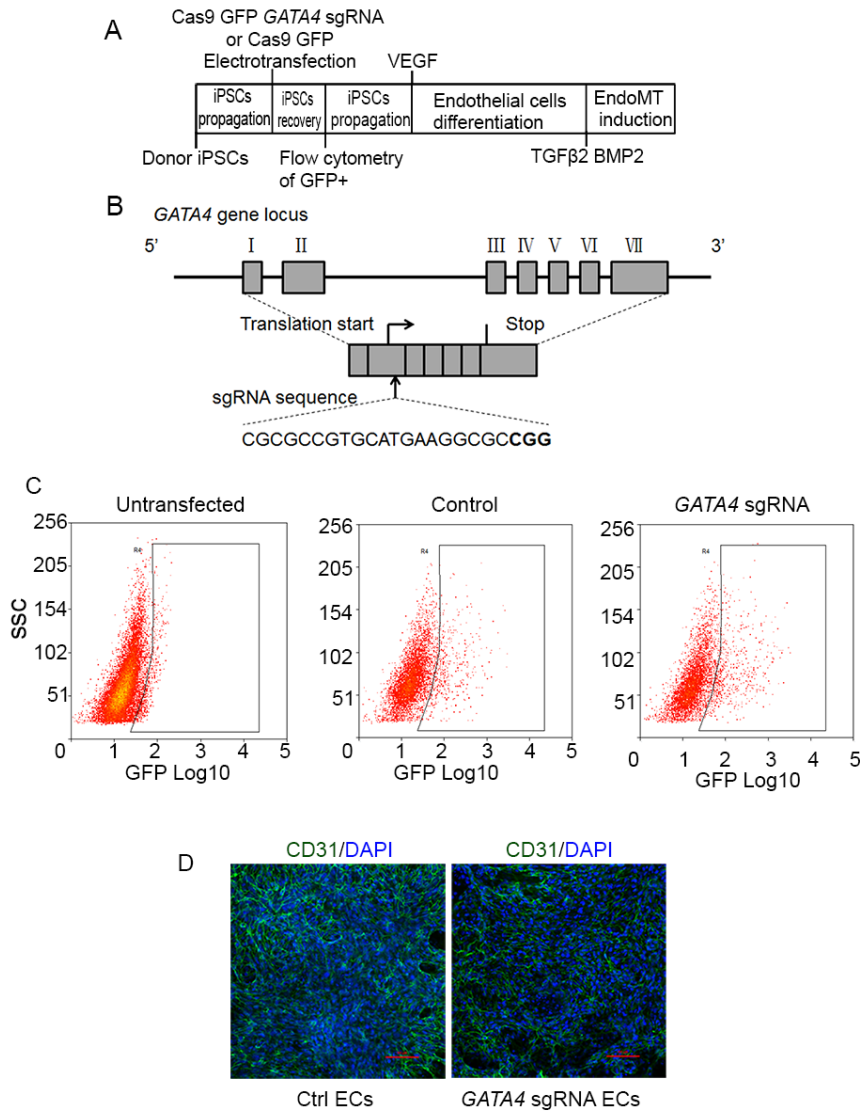 A
Cas9 GFP GATA4 sgRNA
or Cas9 GFP
Electrotransfection
VEGF
iPSCs
propagation
iPSCs
recovery
iPSCs
propagation
Endothelial cells
differentiation
EndoMT
induction
Donor iPSCs
Flow cytometry
of GFP+
TGFβ2 BMP2
B
GATA4 gene locus
5’
I
II
III
IV
V
VI
VII
3’
Translation start
Stop
sgRNA sequence
CGCGCCGTGCATGAAGGCGCCGG
C
Untransfected
Control
GATA4 sgRNA
SSC
256
205
154
102
51
0
1
2
3
4
5
GFP Log10
R4
256
205
154
102
51
0
1
2
3
4
5
GFP Log10
R4
256
205
154
102
51
0
1
2
3
4
5
GFP Log10
R4
D
CD31/DAPI
CD31/DAPI
Ctrl ECs
GATA4 sgRNA ECs